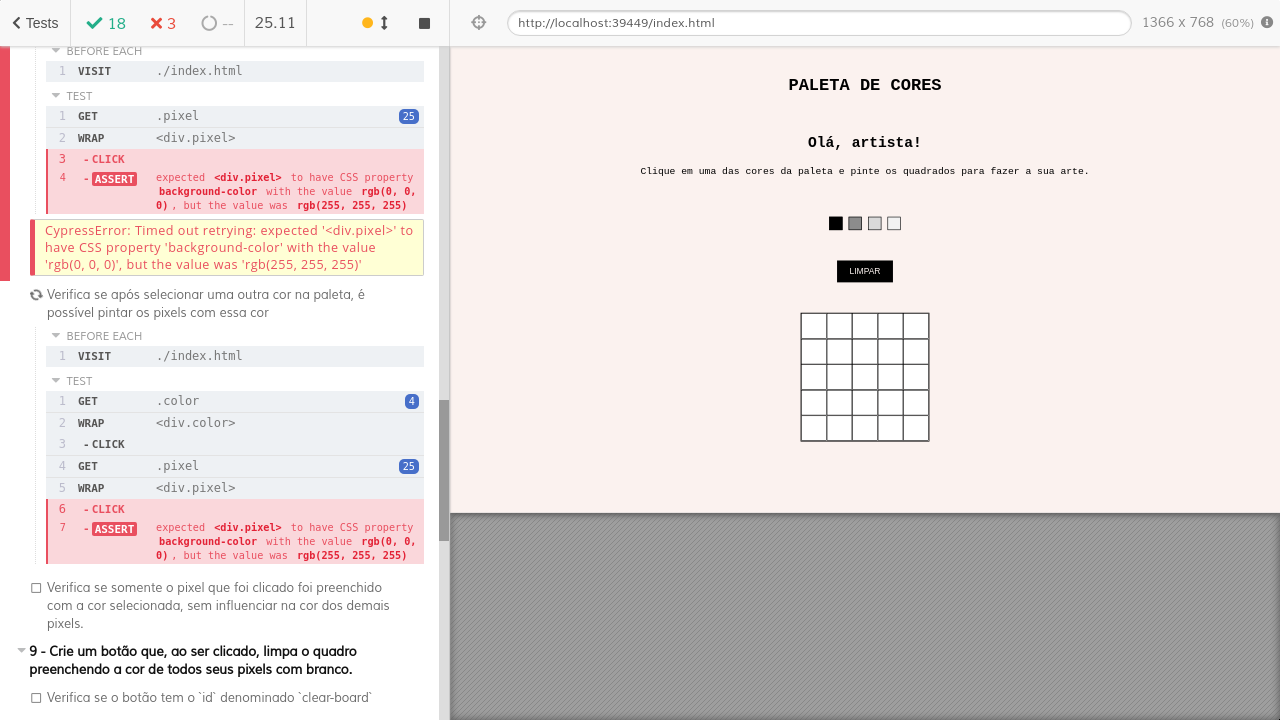 Tests 18 3 -- 25.11 http://localhost:39449/index.html 1366 x 768 (60%)
BEFORE EACH
1 VISIT ./index.html
TEST
1 GET .pixel 25
2 WRAP <div.pixel>
3 - CLICK
4 - ASSERT expected <div.pixel> to have CSS property
background-color with the value rgb(0, 0,
0), but the value was rgb(255, 255, 255)
CypressError: Timed out retrying: expected '<div.pixel>' to
have CSS property 'background-color' with the value
'rgb(0, 0, 0)', but the value was 'rgb(255, 255, 255)'
Verifica se após selecionar uma outra cor na paleta, é
possível pintar os pixels com essa cor
BEFORE EACH
1 VISIT ./index.html
TEST
1 GET .color 4
2 WRAP <div.color>
3 - CLICK
4 GET .pixel 25
5 WRAP <div.pixel>
6 - CLICK
7 - ASSERT expected <div.pixel> to have CSS property
background-color with the value rgb(0, 0,
0), but the value was rgb(255, 255, 255)
Verifica se somente o pixel que foi clicado foi preenchido
com a cor selecionada, sem influenciar na cor dos demais
pixels.
9 - Crie um botão que, ao ser clicado, limpa o quadro
preenchendo a cor de todos seus pixels com branco.
Verifica se o botão tem o `id` denominado `clear-board`
PALETA DE CORES
Olá, artista!
Clique em uma das cores da paleta e pinte os quadrados para fazer a sua arte.
LIMPAR